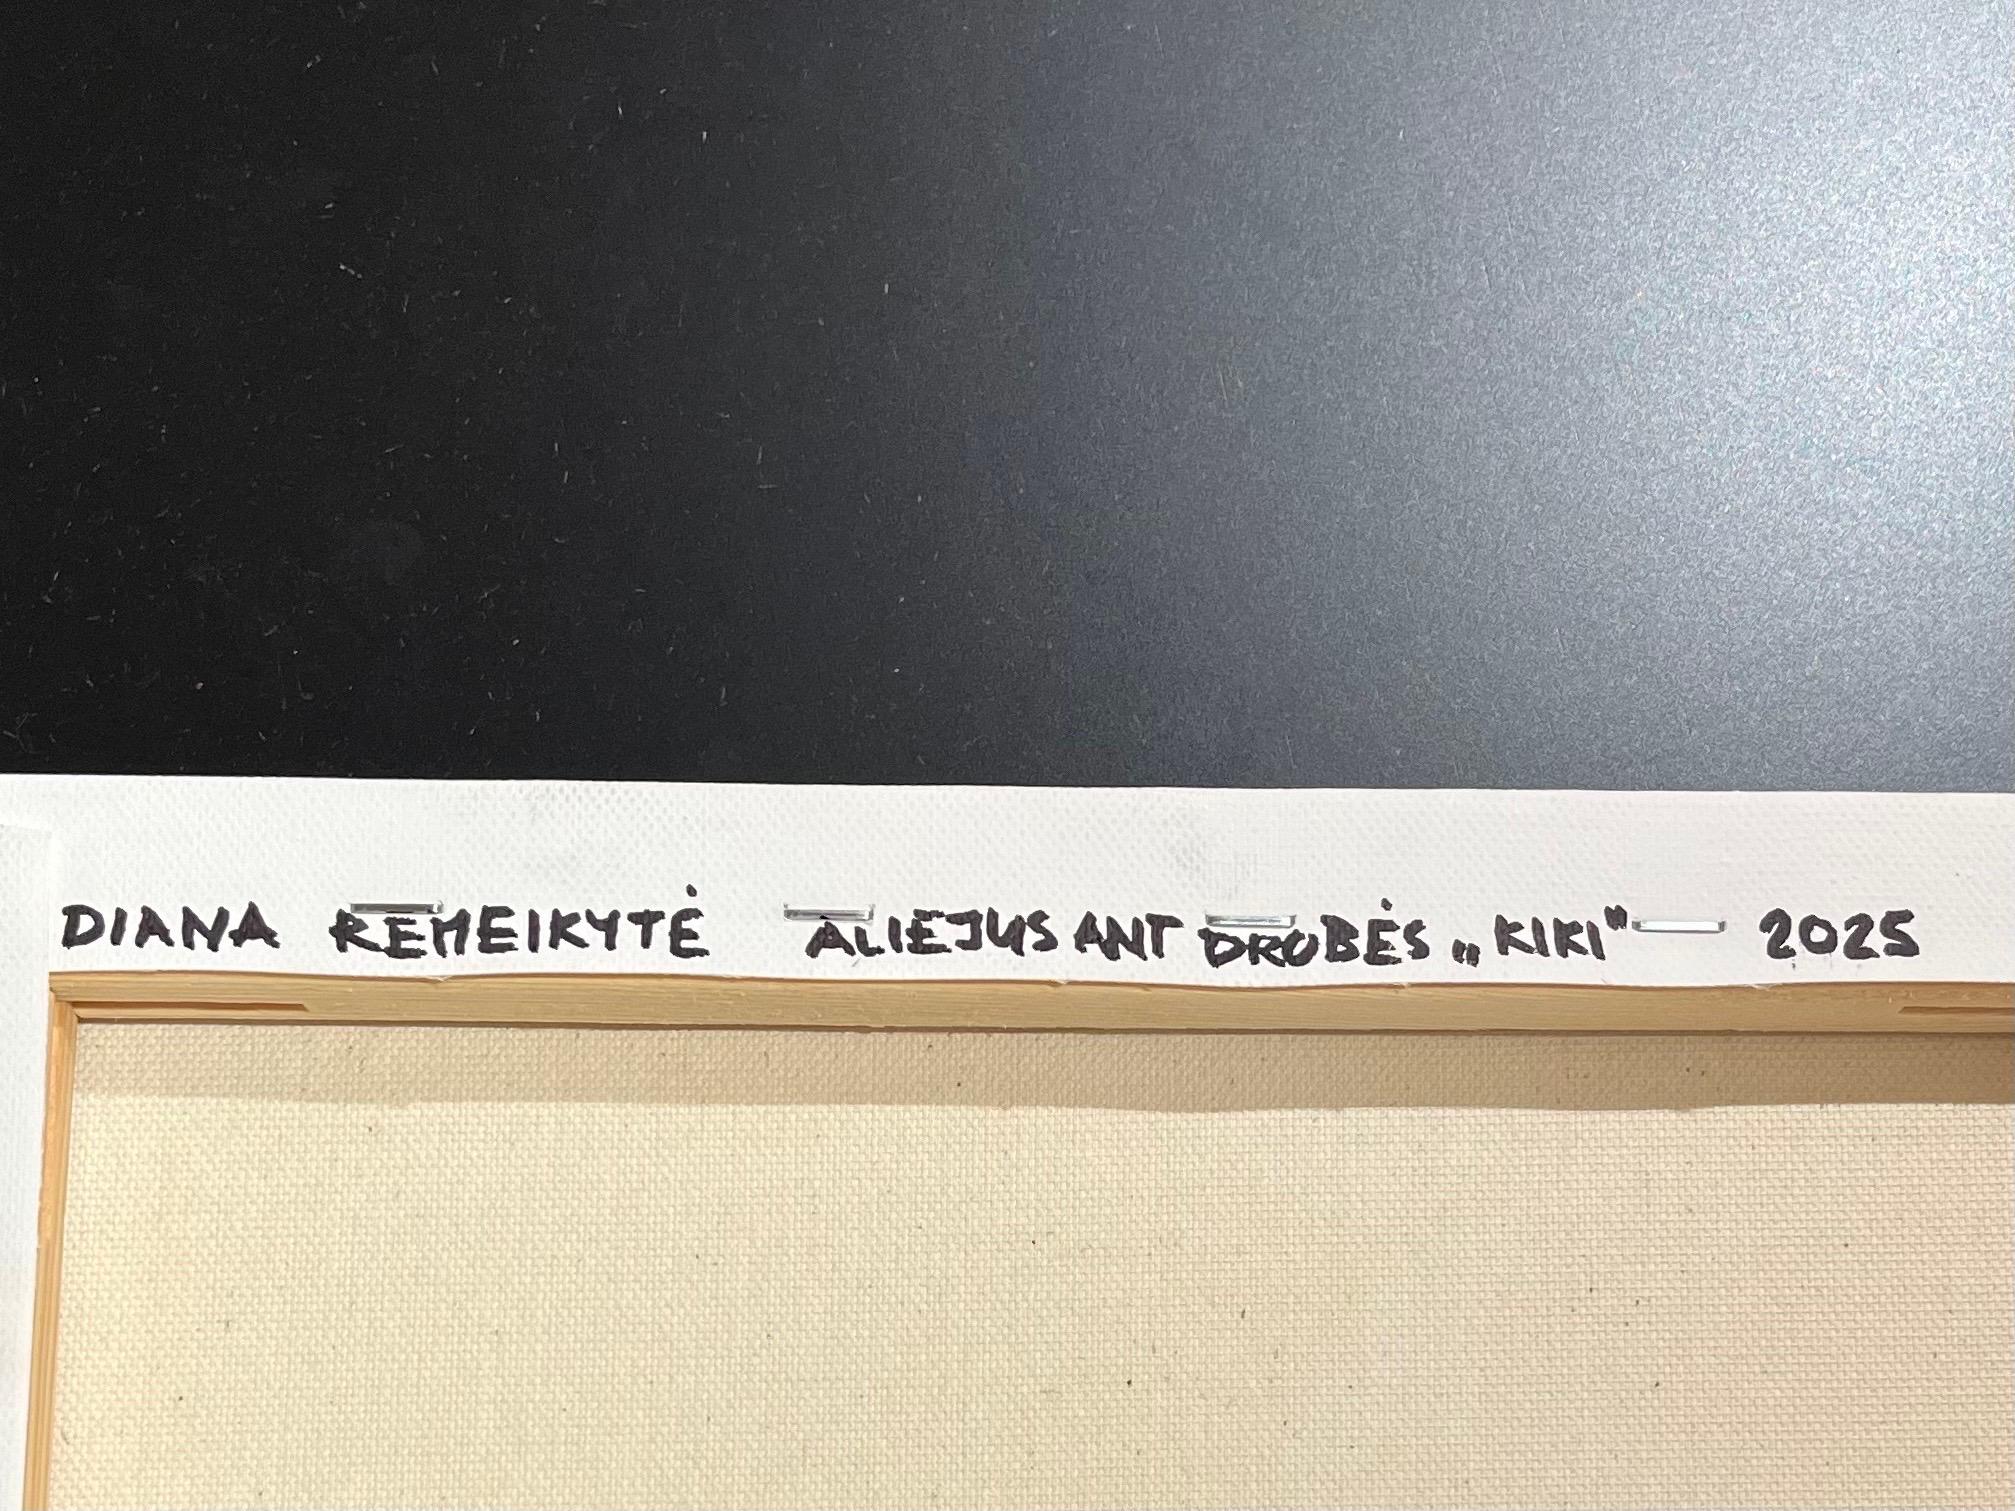 DIANA REMEIKYTĖ ALIEJUS ANT DROBĖS „KIKI" 2025